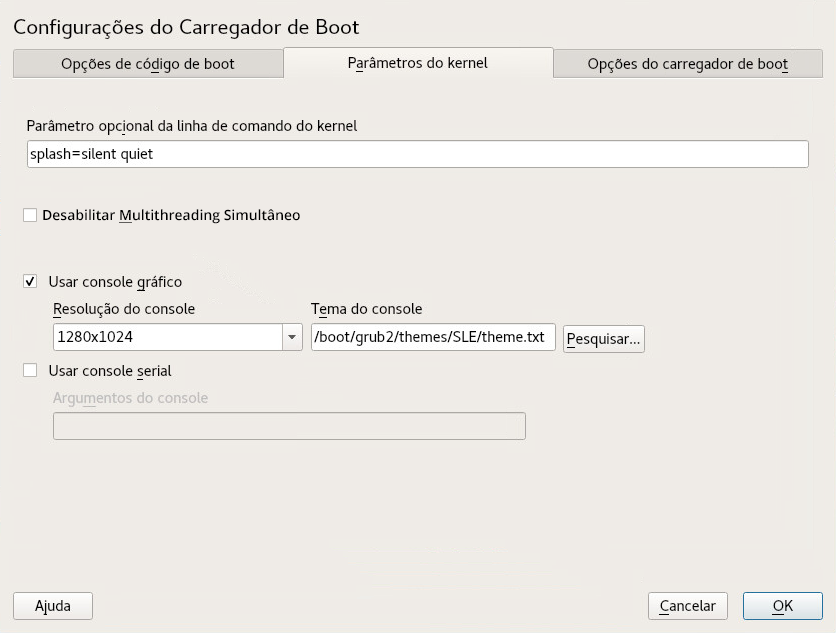 Configurações do Carregador de Boot
Opções de código de boot
Parâmetros do kernel
Opções do carregador de boot
Parâmetro opcional da linha de comando do kernel
splash=silent quiet
Desabilitar Multithreading Simultâneo
Usar console gráfico
Resolução do console
Tema do console
1280x1024
/boot/grub2/themes/SLE/theme.txt
Pesquisar...
Usar console serial
Argumentos do console
Ajuda
Cancelar
OK